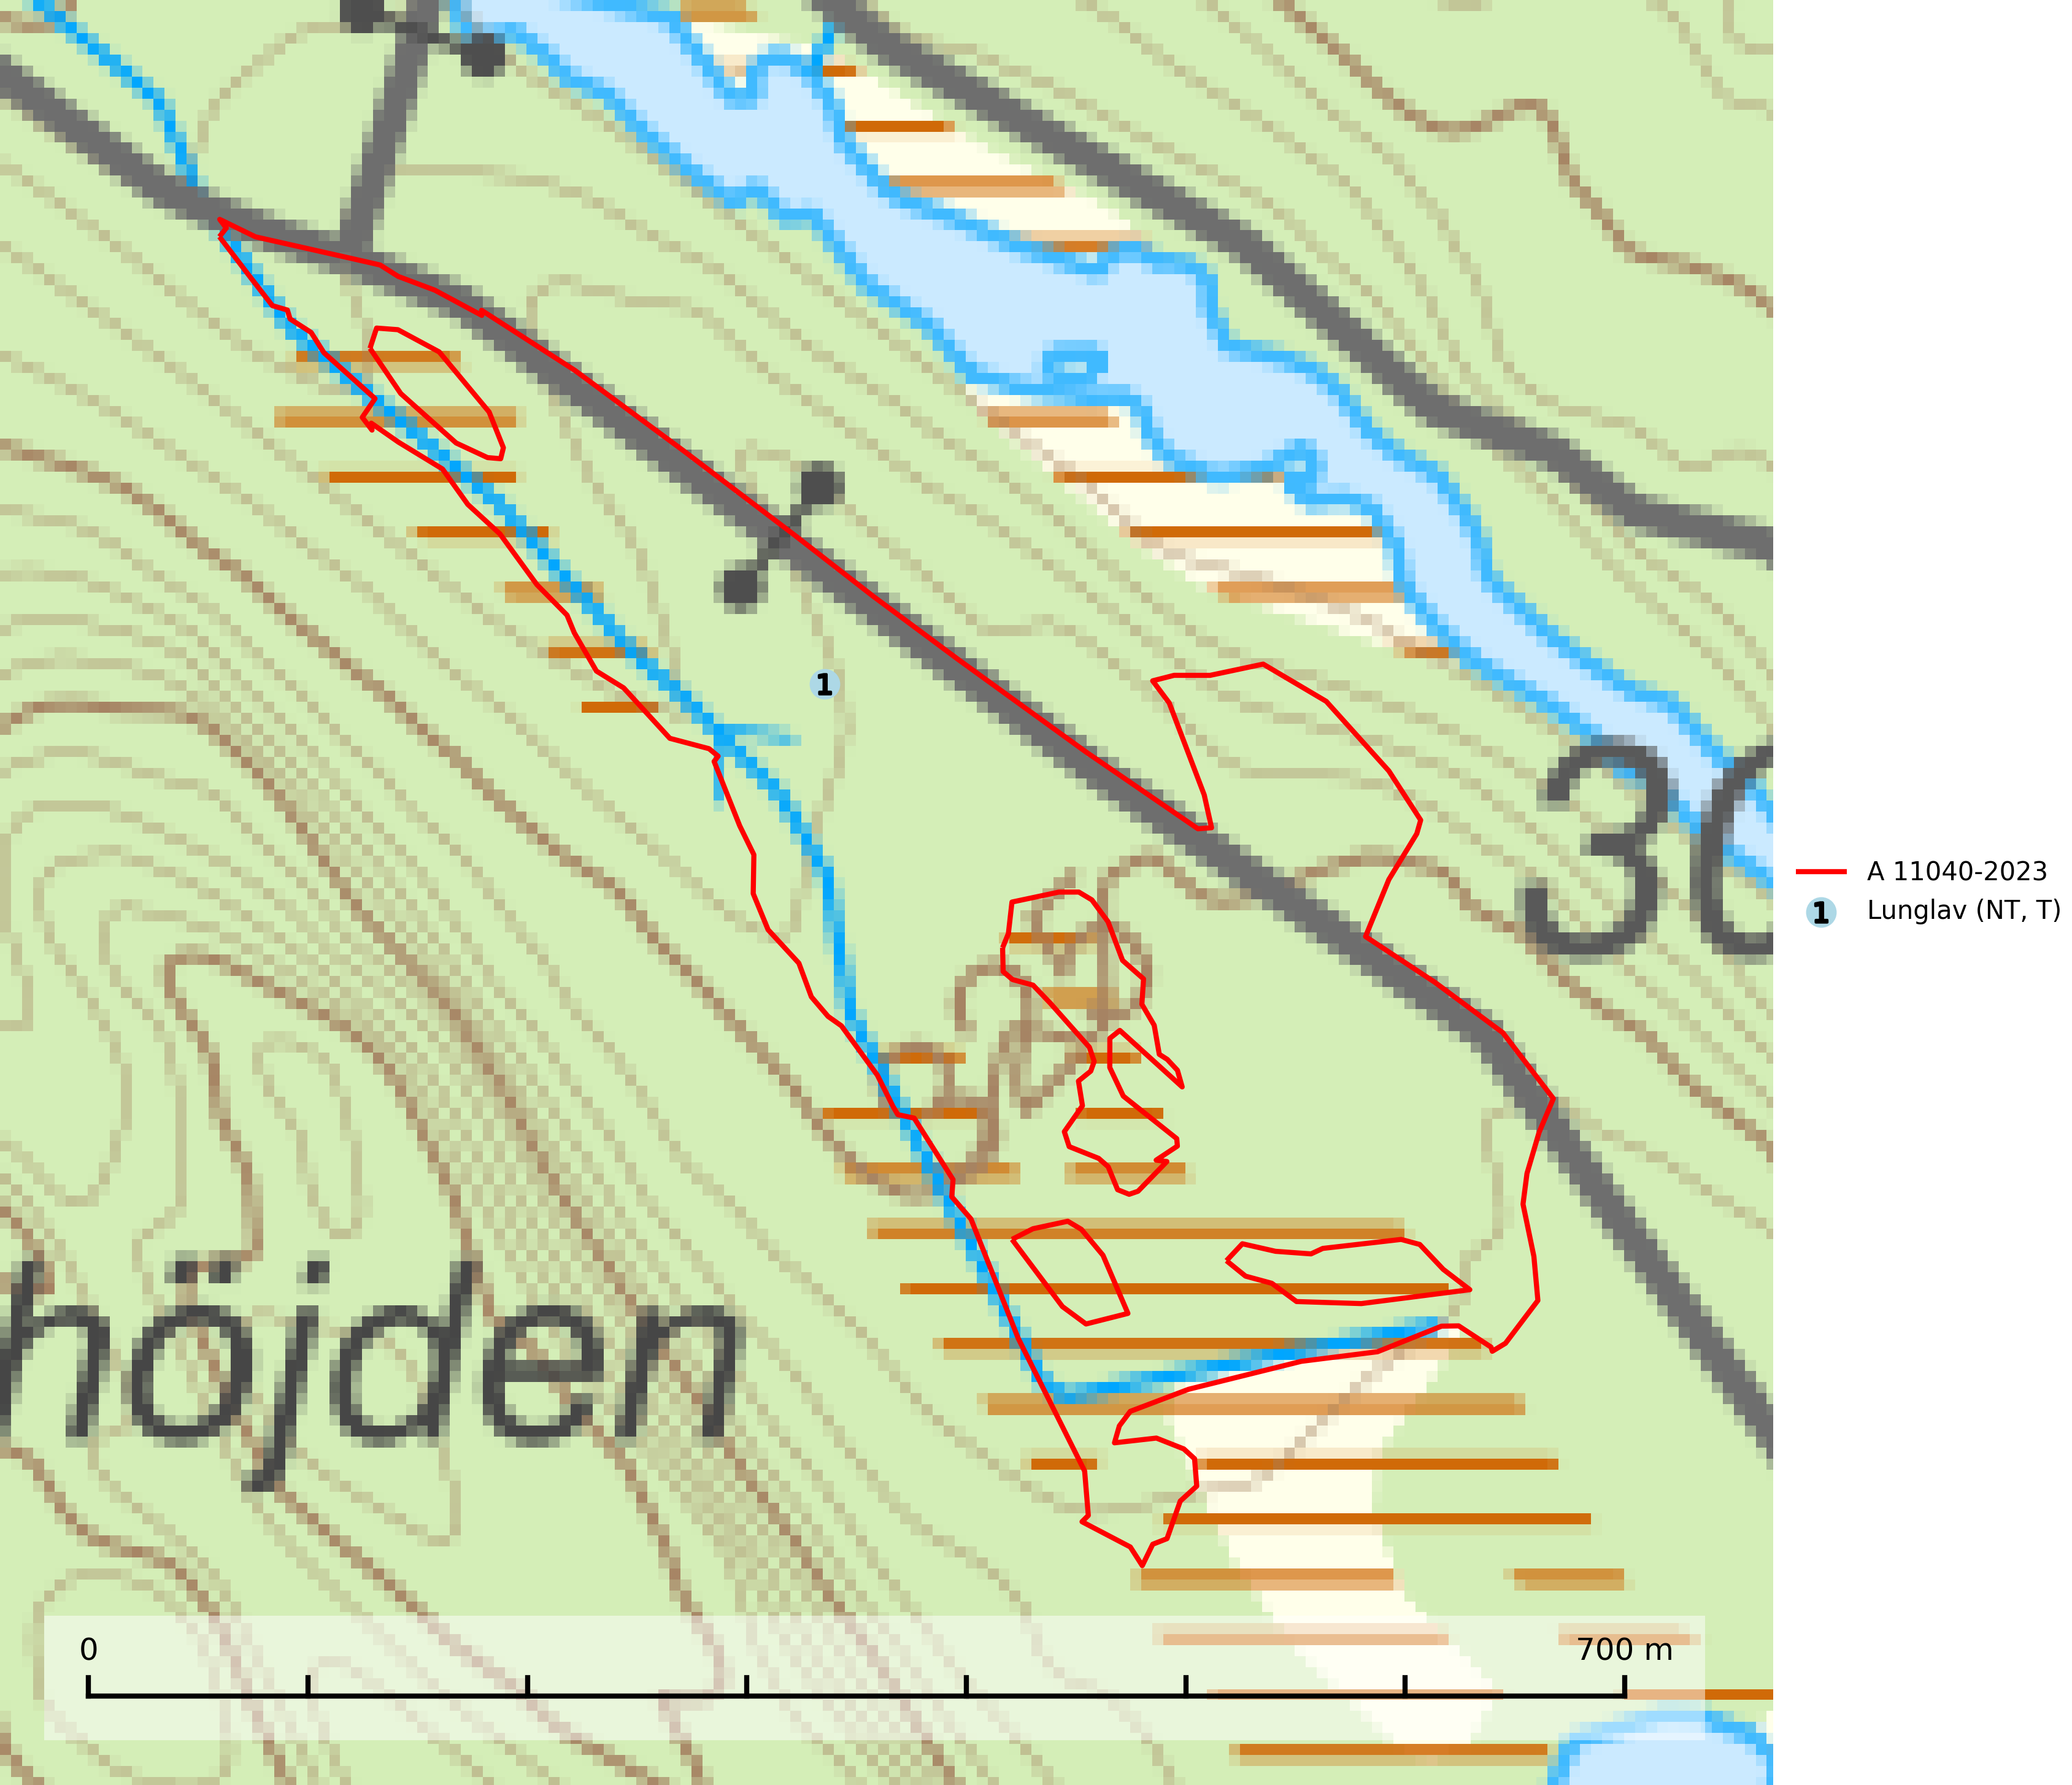 1
30
höjden
0 700 m
A 11040-2023
1 Lunglav (NT, T)